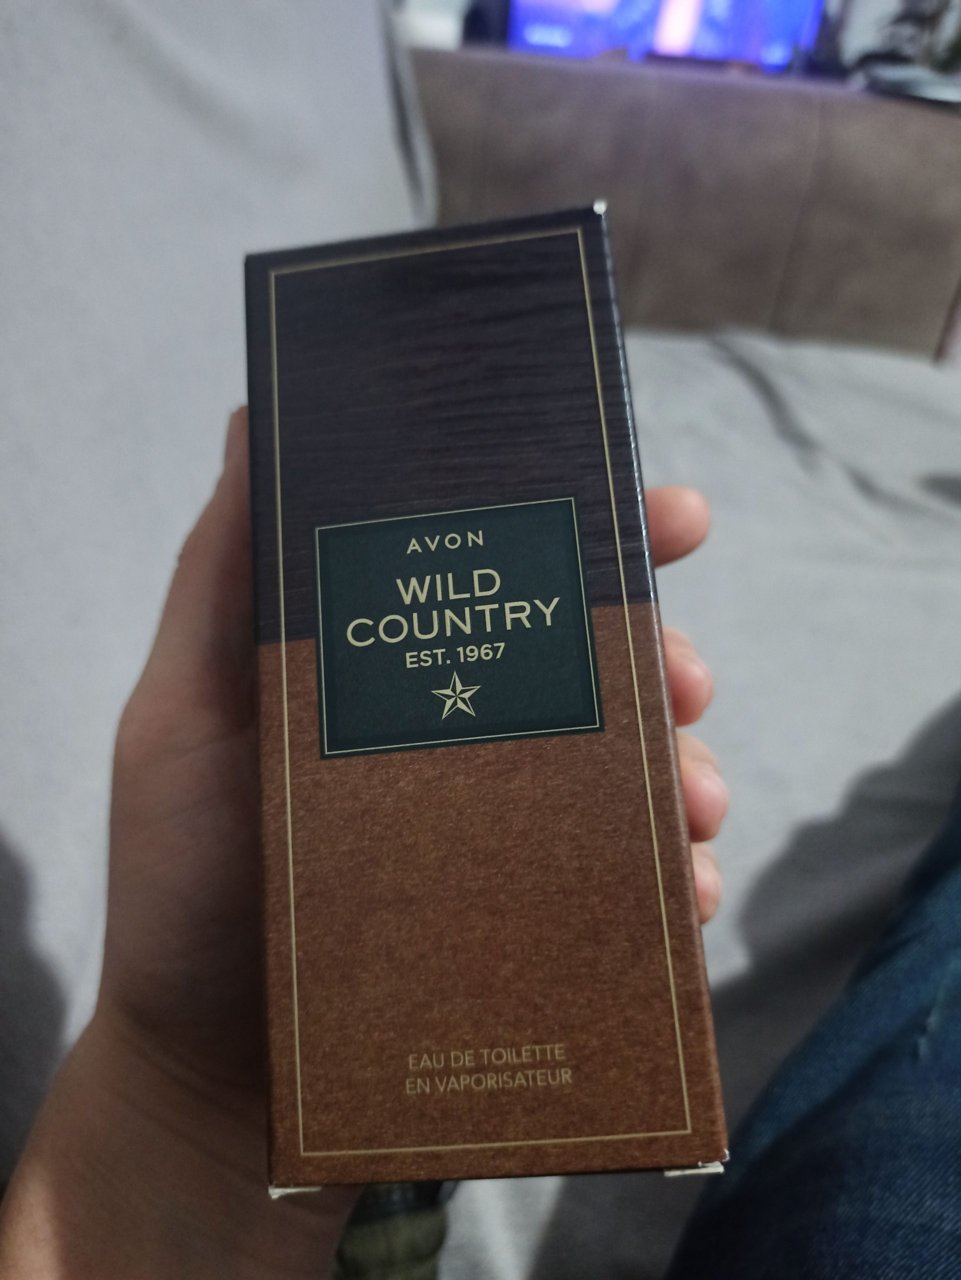 AVON
WILD
COUNTRY
EST. 1967
EAU DE TOILETTE
EN VAPORISATEUR